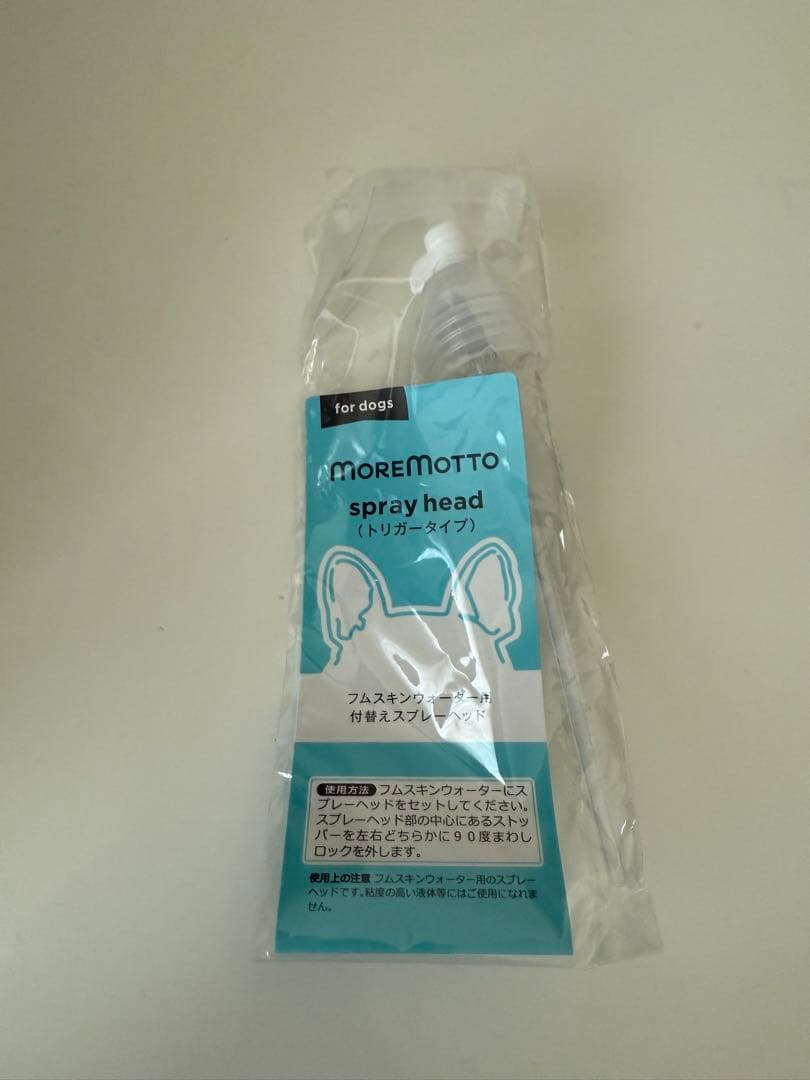 for dogs
MOREMOTTO
spray head
（トリガータイプ）
フムスキンウォーター用
付替えスプレーヘッド
使用方法 フムスキンウォーターにス
プレーヘッドをセットしてください。
スプレーヘッド部の中心にあるストッ
パーを左右どちらかに９０度まわし
ロックを外します。
使用上の注意 フムスキンウォーター用のスプレー
ヘッドです。粘度の高い液体等にはご使用になれま
せん。